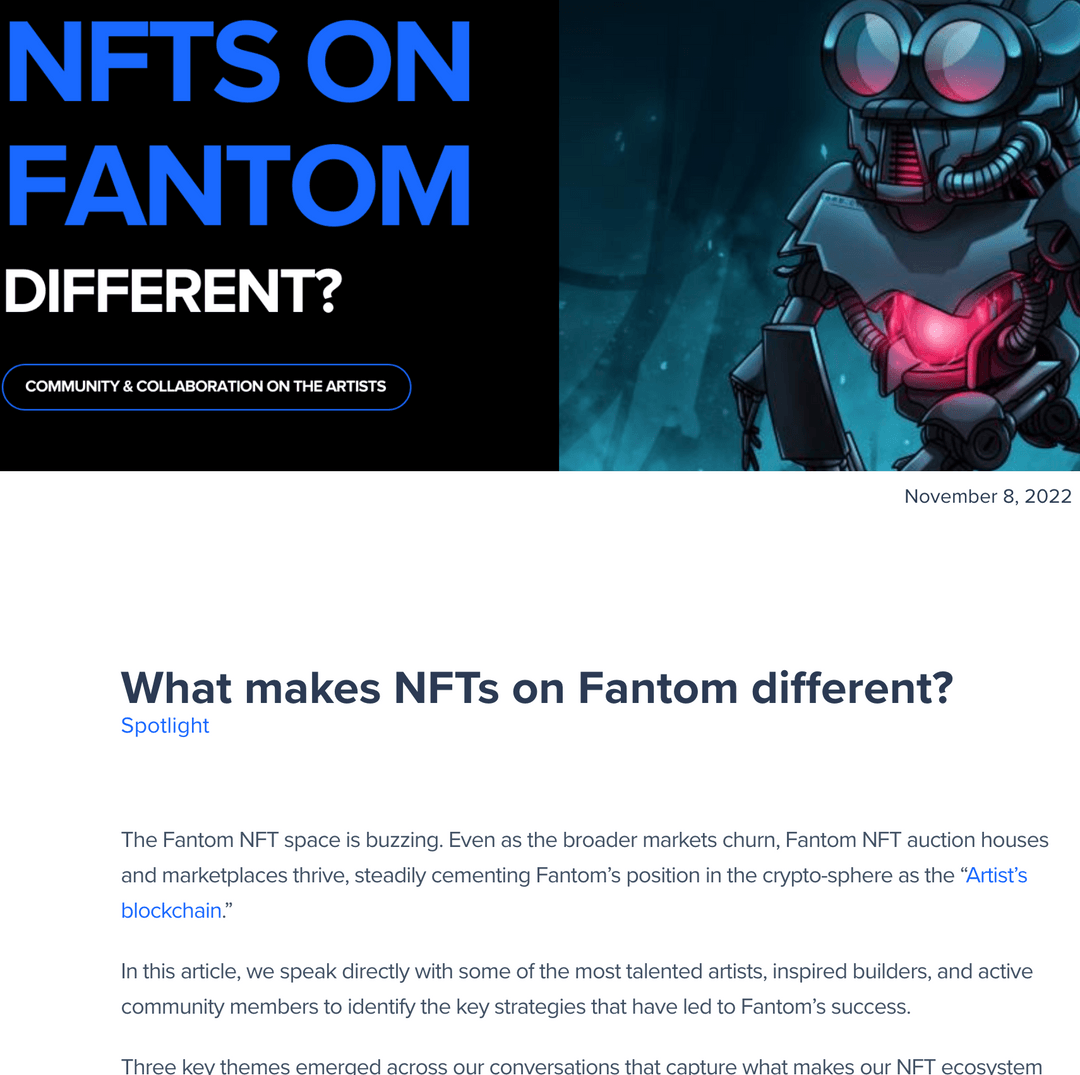 NFTS ON
FANTOM
DIFFERENT?
COMMUNITY & COLLABORATION ON THE ARTISTS
November 8, 2022
What makes NFTs on Fantom different?
Spotlight
The Fantom NFT space is buzzing. Even as the broader markets churn, Fantom NFT auction houses
and marketplaces thrive, steadily cementing Fantom’s position in the crypto-sphere as the “Artist’s
blockchain.”
In this article, we speak directly with some of the most talented artists, inspired builders, and active
community members to identify the key strategies that have led to Fantom’s success.
Three key themes emerged across our conversations that capture what makes our NFT ecosystem